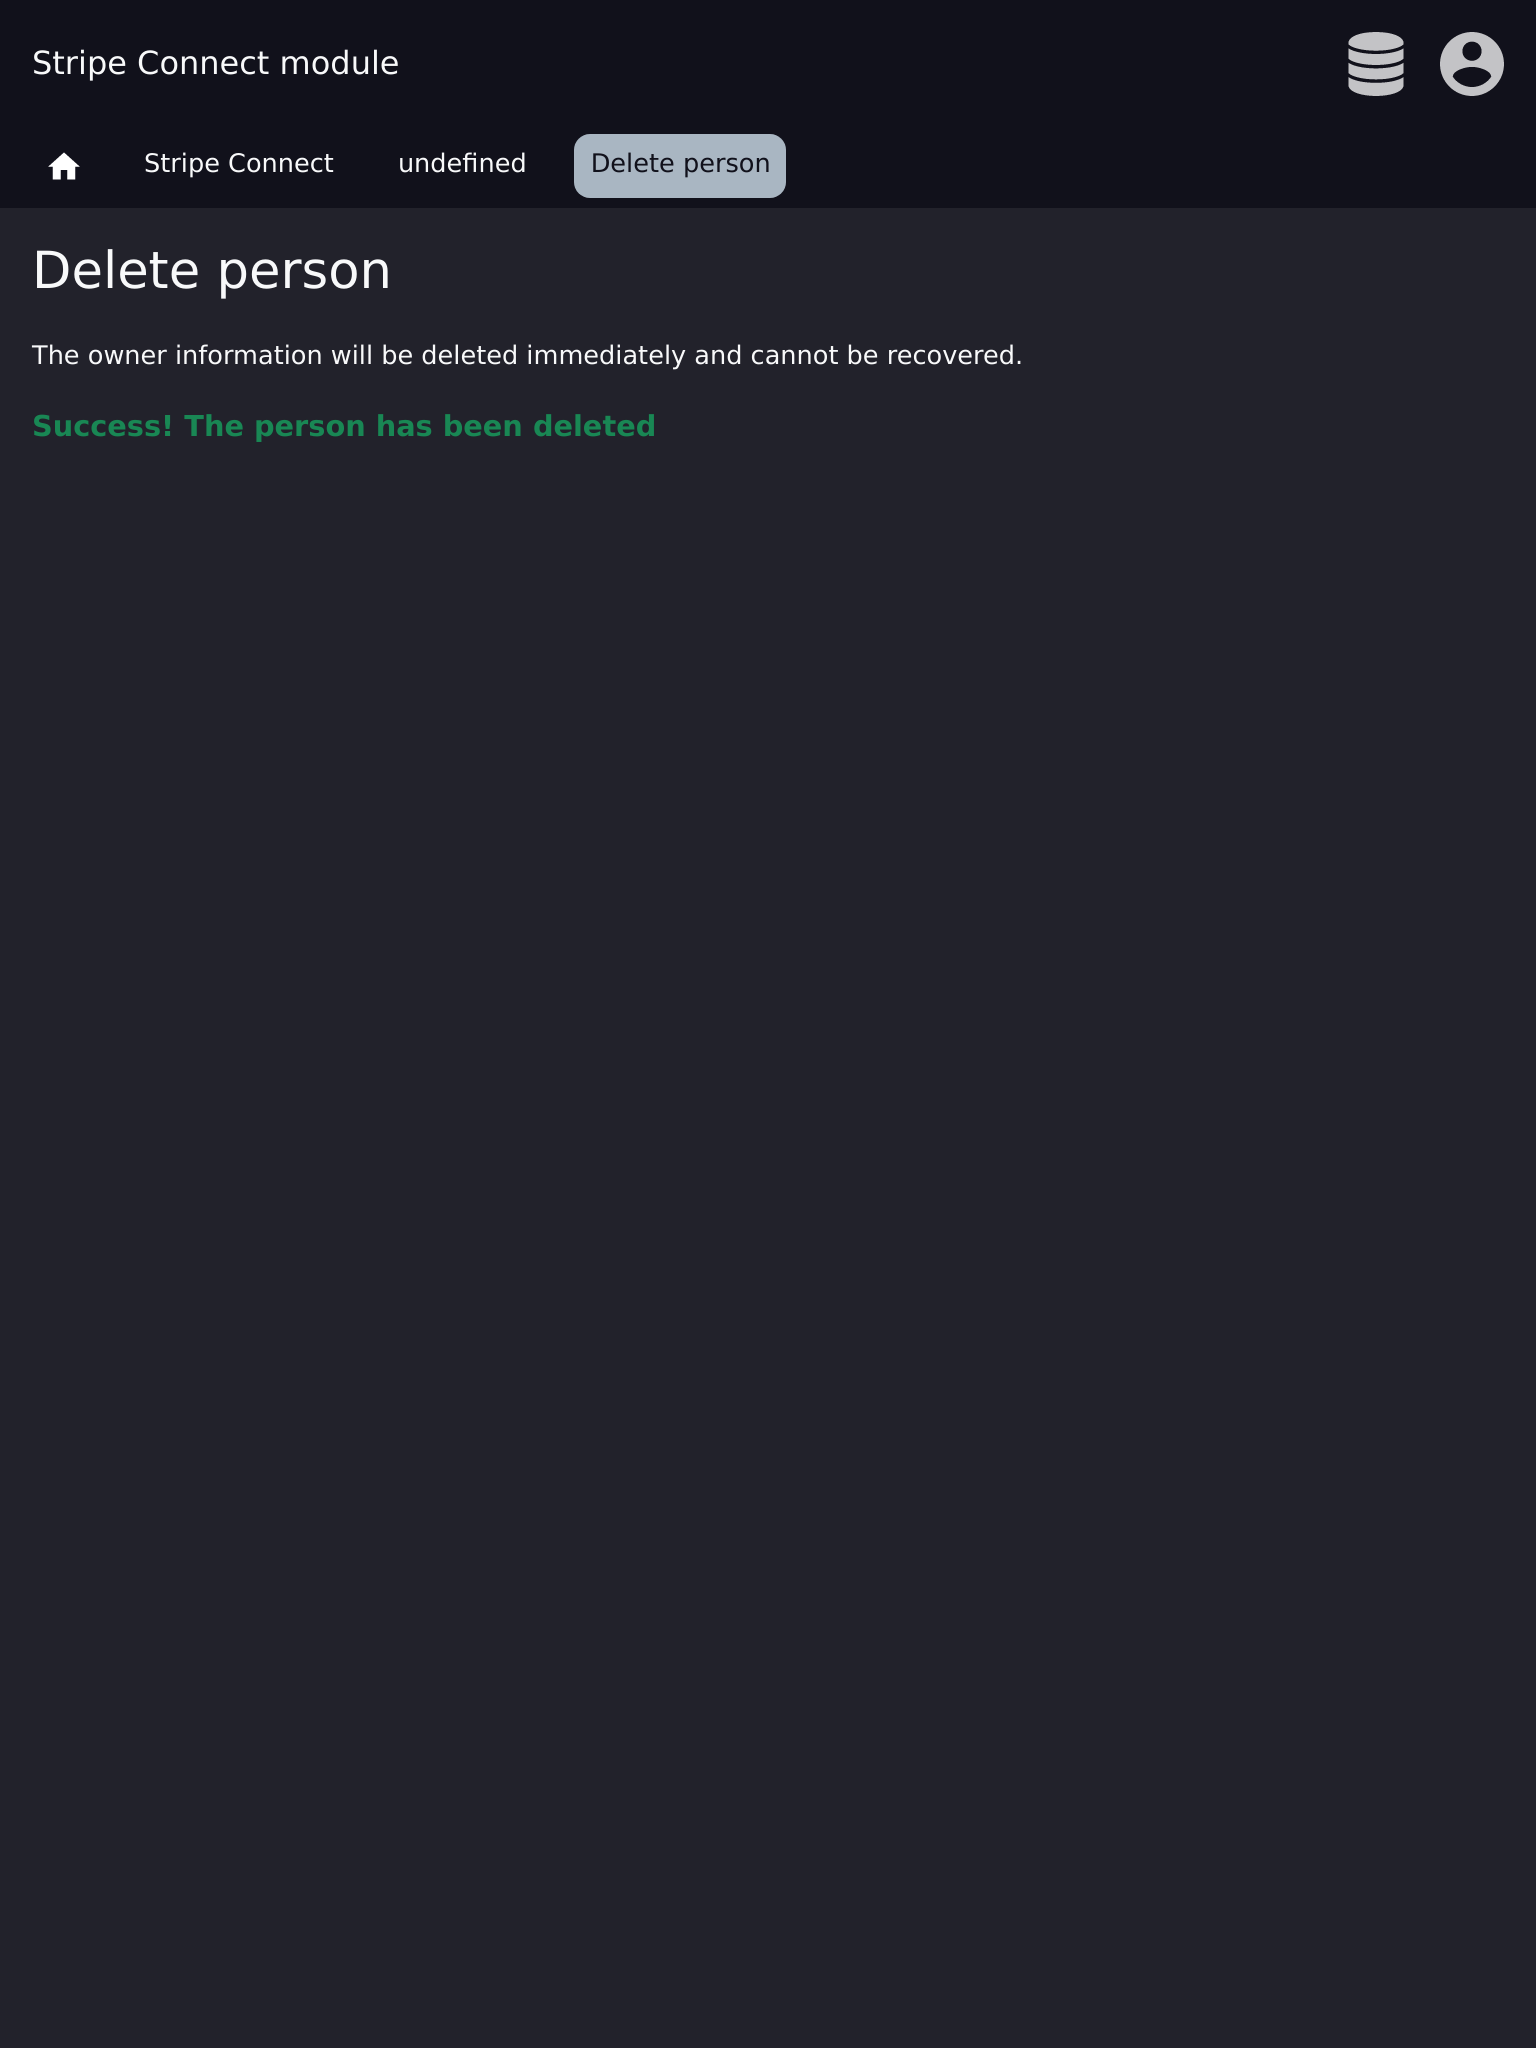 Stripe Connect module
Stripe Connect undefined Delete person
Delete person
The owner information will be deleted immediately and cannot be recovered.
Success! The person has been deleted